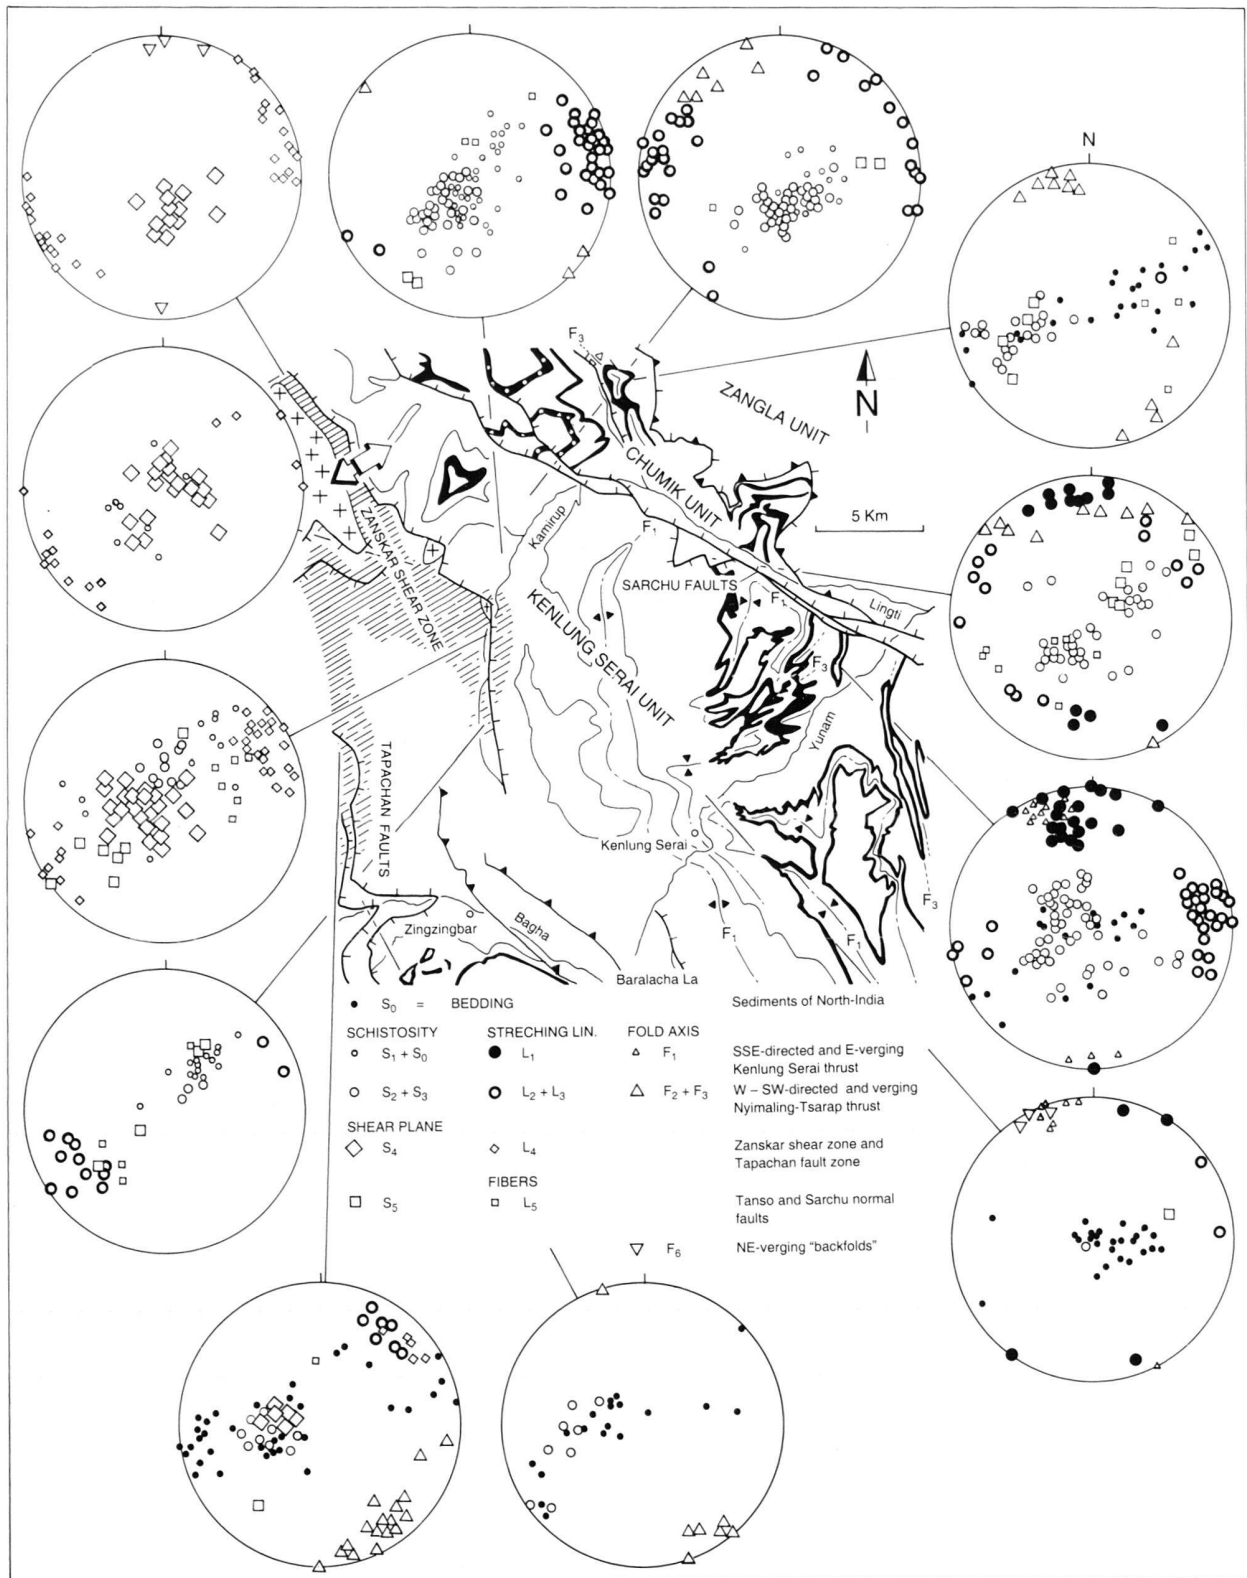 N
F₃
N
ZANGLA UNIT
CHUMIK UNIT
5 Km
Kamirup
F₁
ZANSKAR SHEAR ZONE
SARCHU FAULTS
F₁
Lingti
KENLUNG SERAI UNIT
F₃
Yunam
TAPACHAN FAULTS
Kenlung Serai
F₃
Zingzingbar
Bagha
F₁
F₁
Baralacha La
S₀ = BEDDING
Sediments of North-India
SCHISTOSITY STRECHING LIN. FOLD AXIS
S₁ + S₀ L₁ F₁ SSE-directed and E-verging
Kenlung Serai thrust
S₂ + S₃ L₂ + L₃ F₂ + F₃ W – SW-directed and verging
Nyimaling-Tsarap thrust
SHEAR PLANE
S₄ L₄ Zanskar shear zone and
Tapachan fault zone
FIBERS
S₅ L₅ Tanso and Sarchu normal
faults
F₆ NE-verging "backfolds"